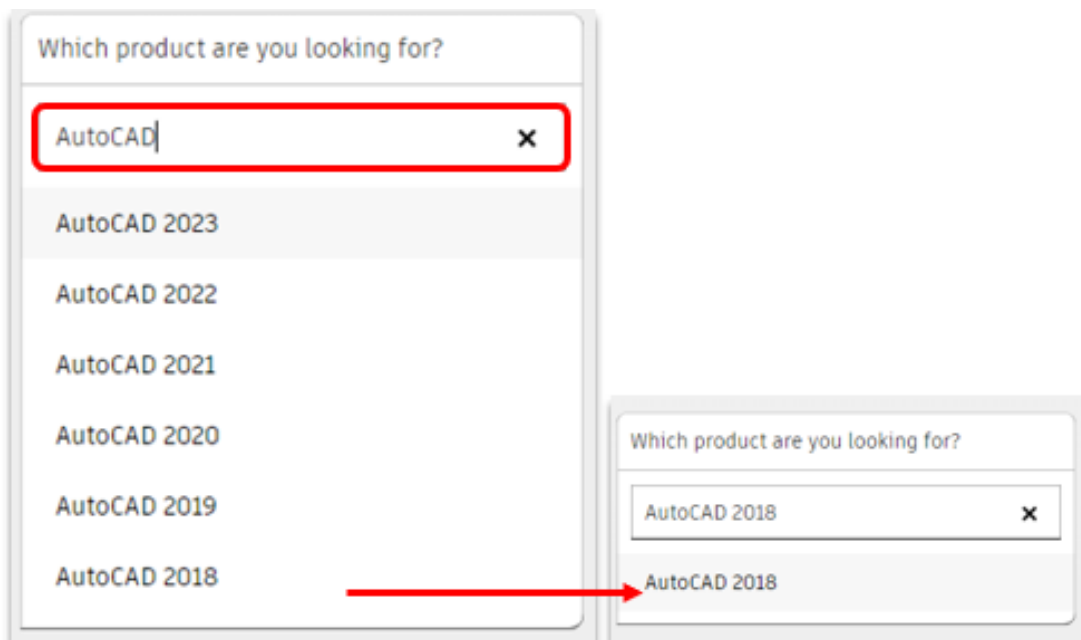 Which product are you looking for?
AutoCAD
AutoCAD 2023
AutoCAD 2022
AutoCAD 2021
AutoCAD 2020
AutoCAD 2019
AutoCAD 2018
Which product are you looking for?
AutoCAD 2018
AutoCAD 2018